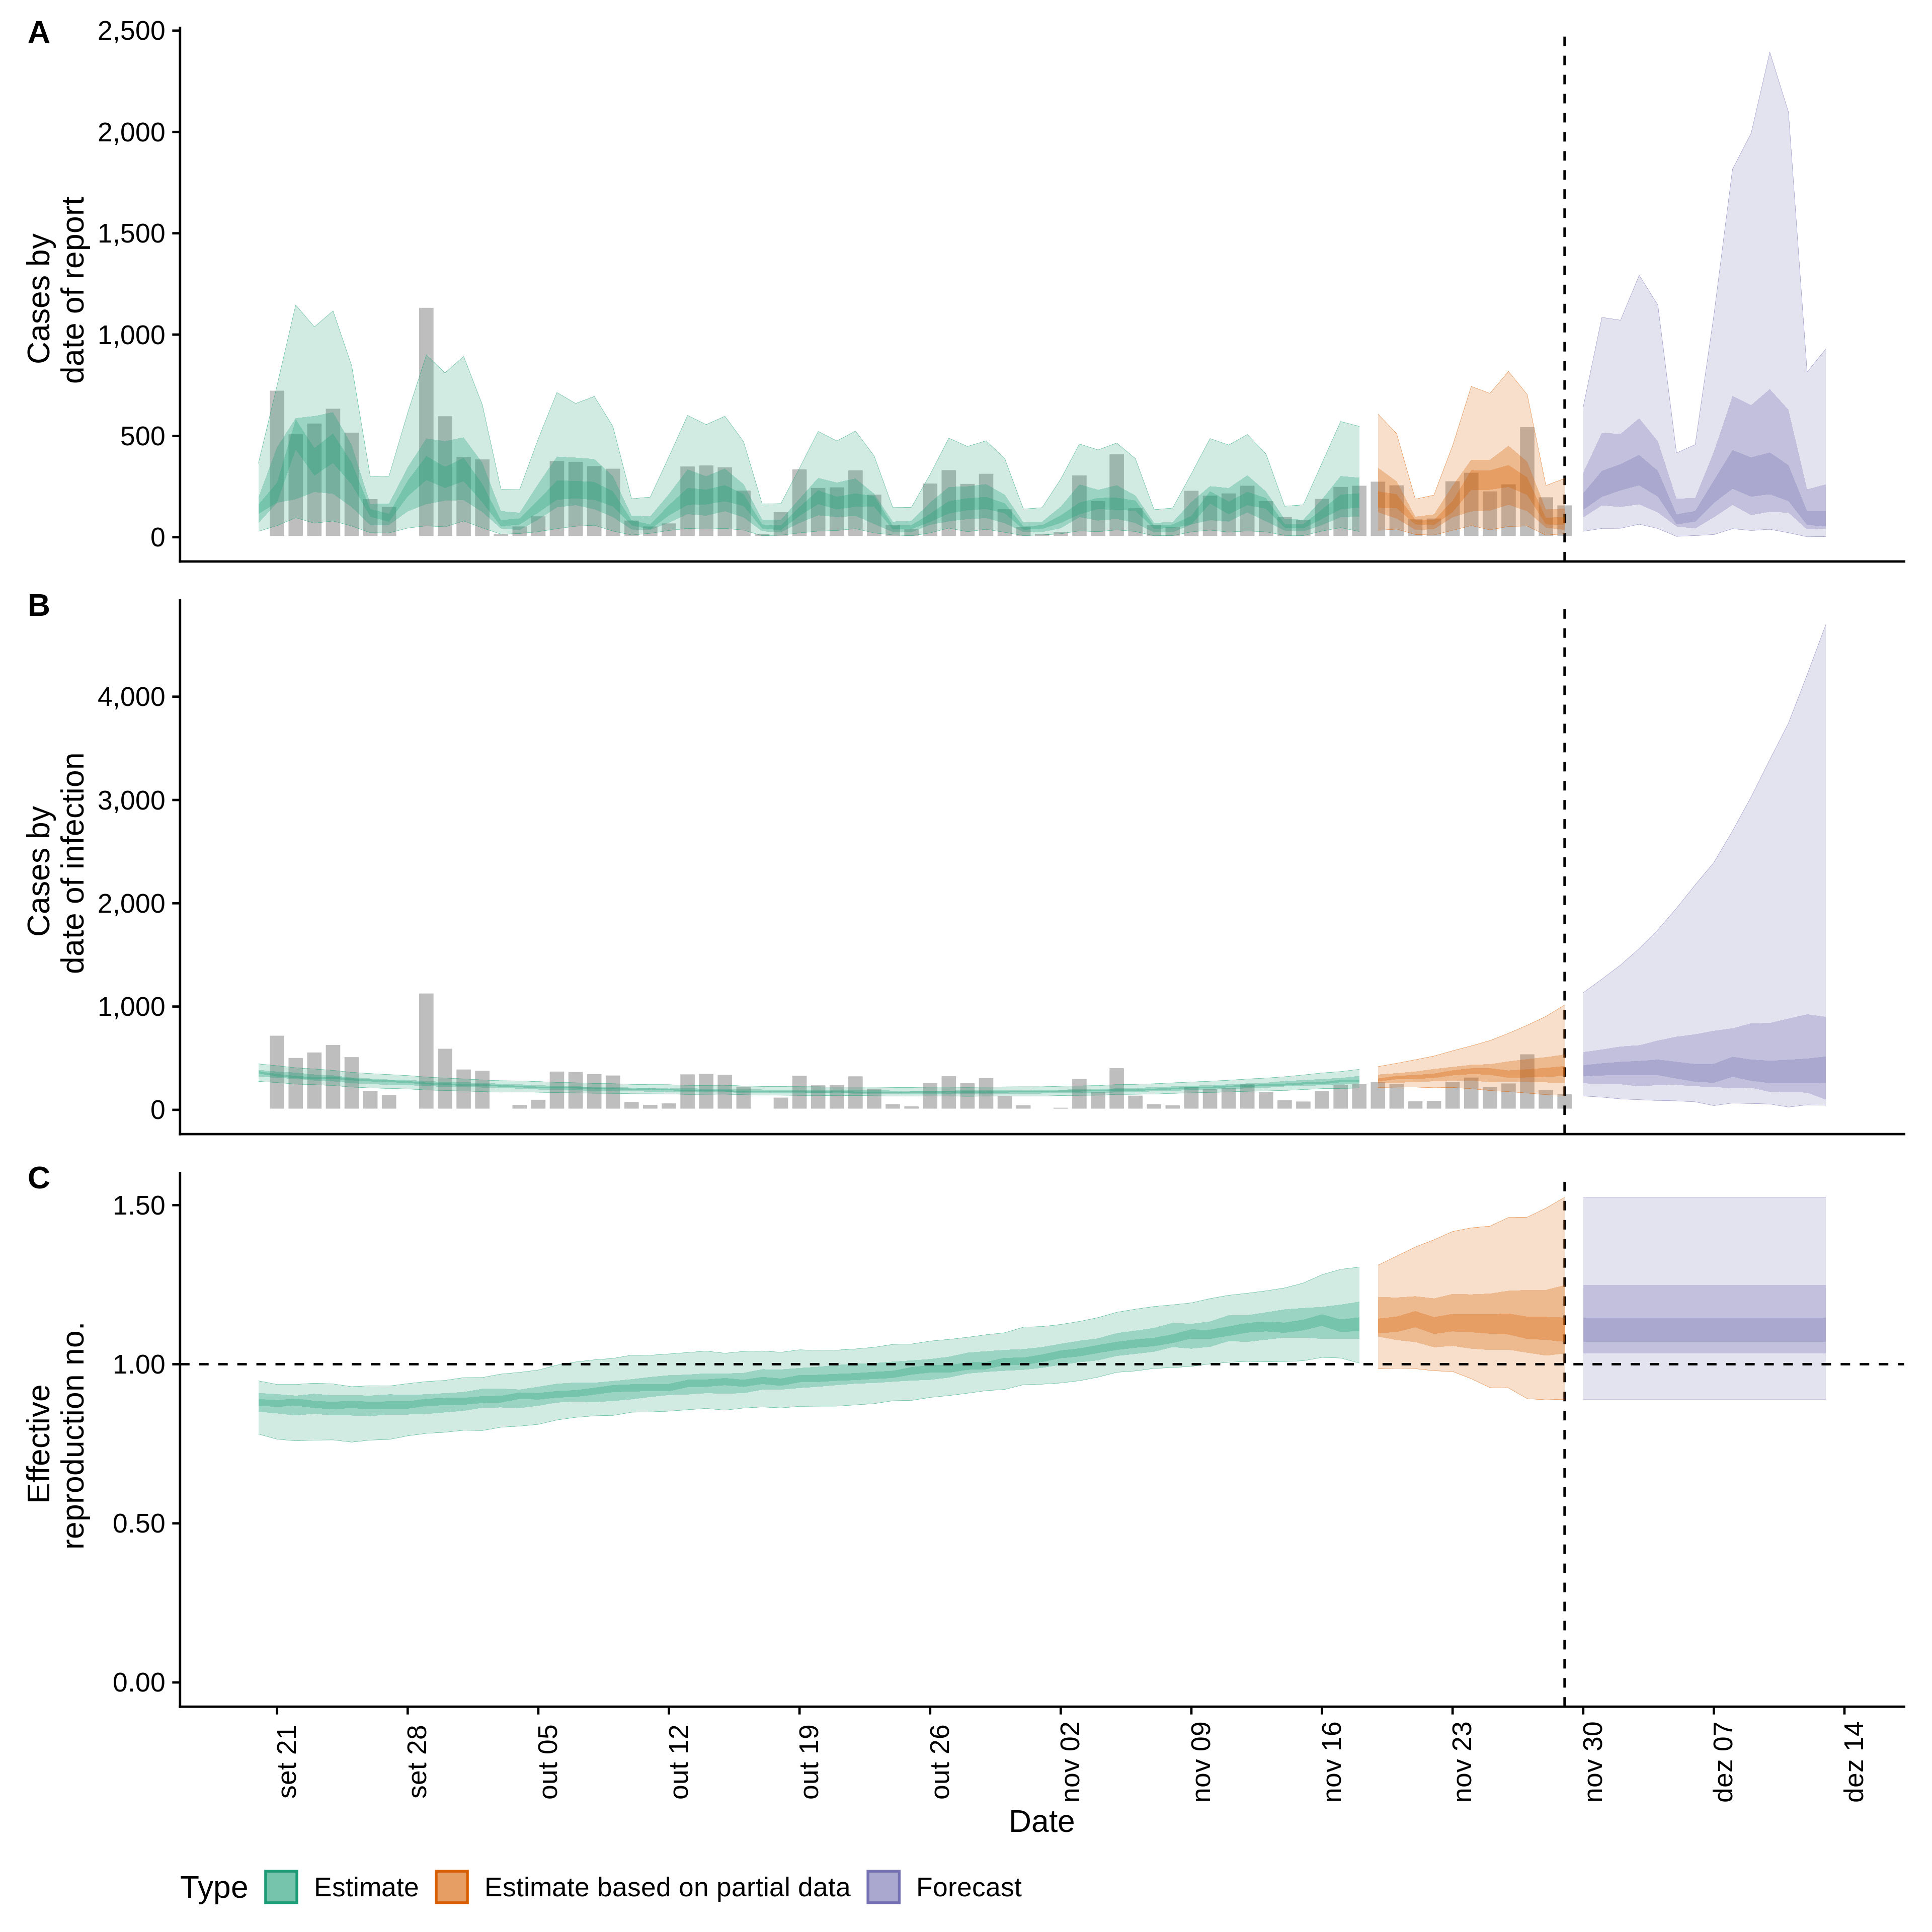 A
Cases by
date of report
2,500
2,000
1,500
1,000
500
0
B
Cases by
date of infection
4,000
3,000
2,000
1,000
0
C
Effective
reproduction no.
1.50
1.00
0.50
0.00
set 21
set 28
out 05
out 12
out 19
out 26
nov 02
nov 09
nov 16
nov 23
nov 30
dez 07
dez 14
Date
Type Estimate Estimate based on partial data Forecast